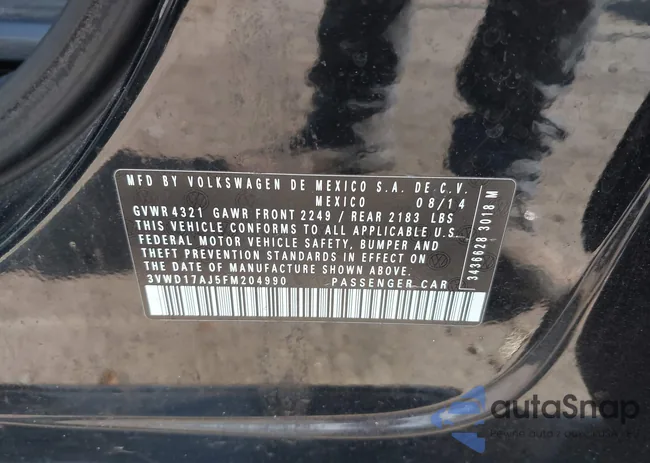 MFD BY VOLKSWAGEN DE MEXICO S.A. DE C.V.
MEXICO 08/14
GVWR 4321 GAWR FRONT 2249 / REAR 2183 LBS
THIS VEHICLE CONFORMS TO ALL APPLICABLE U.S.
FEDERAL MOTOR VEHICLE SAFETY, BUMPER AND
THEFT PREVENTION STANDARDS IN EFFECT ON
THE DATE OF MANUFACTURE SHOWN ABOVE.
3VWD17AJ5FM204990 PASSENGER CAR
3436628 3018 M
autoSnap